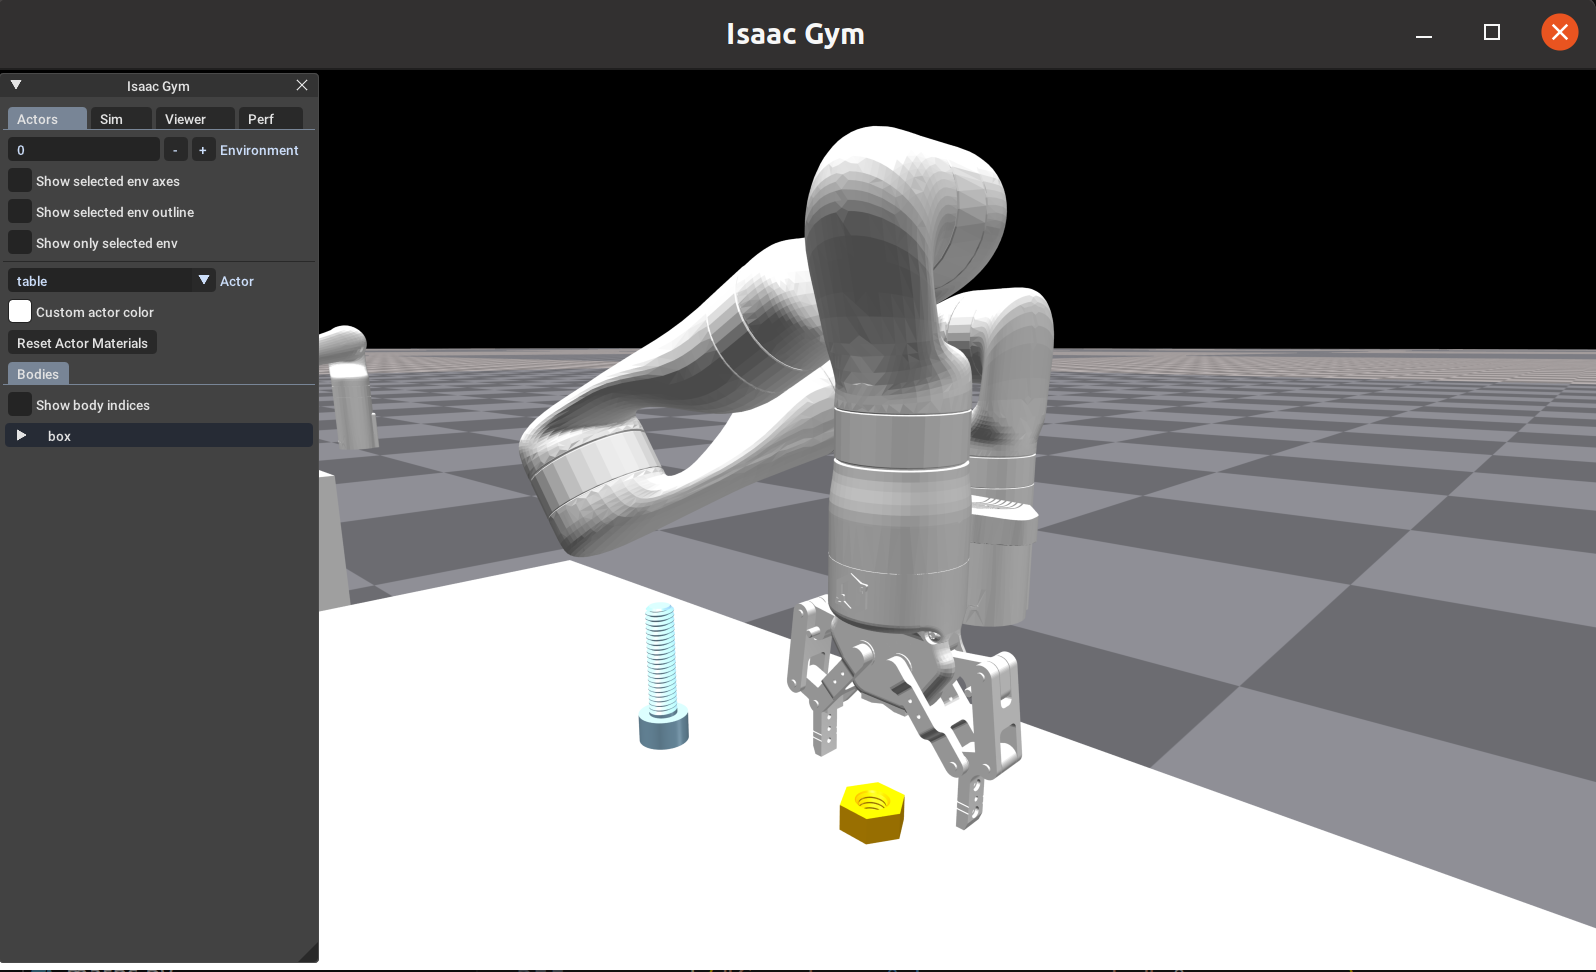 Isaac Gym
Isaac Gym
Actors Sim Viewer Perf
0 - + Environment
Show selected env axes
Show selected env outline
Show only selected env
table Actor
Custom actor color
Reset Actor Materials
Bodies
Show body indices
box